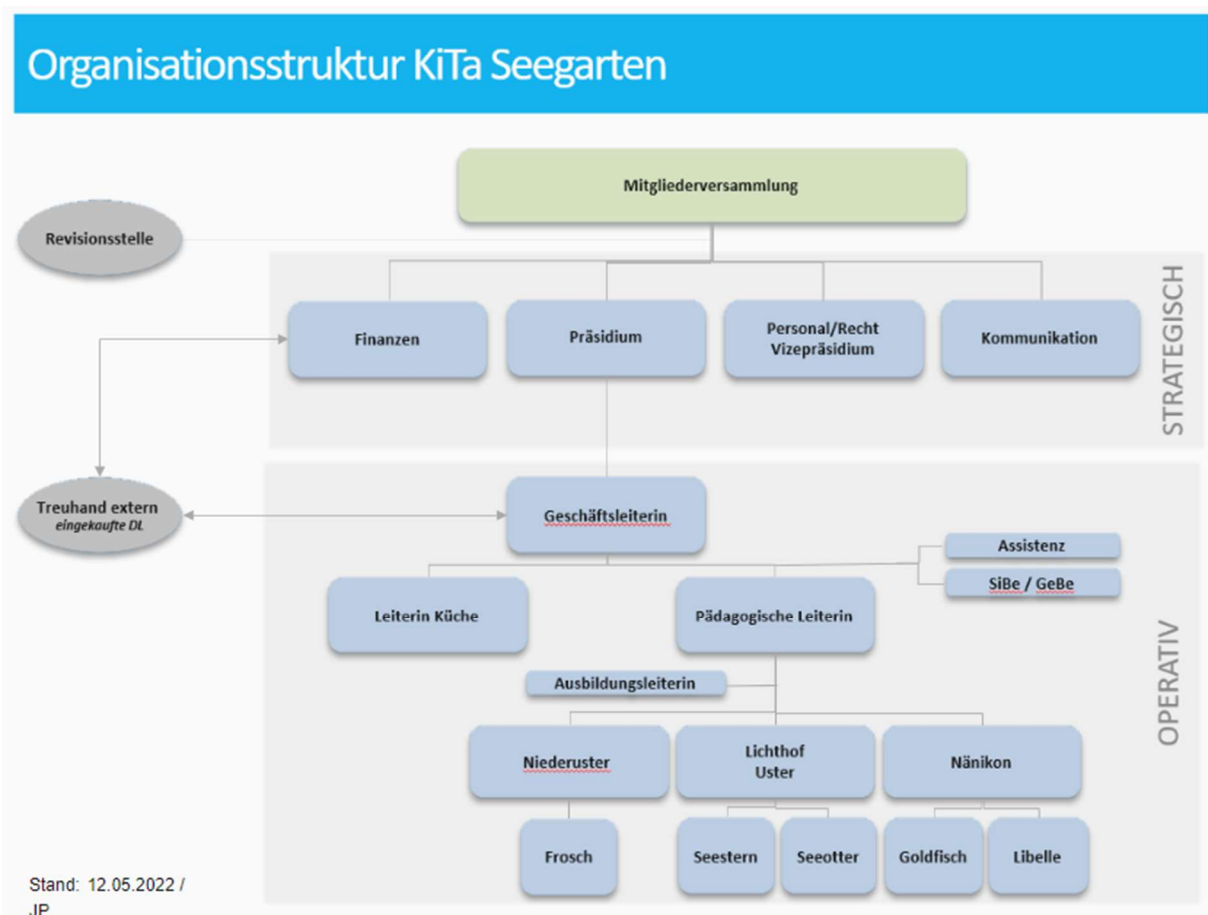 Organisationsstruktur KiTa Seegarten
Mitgliederversammlung
Revisionsstelle
STRATEGISCH
Finanzen
Präsidium
Personal/Recht
Vizepräsidium
Kommunikation
Treuhand extern
eingekaufte DL
Geschäftsleiterin
Assistenz
SiBe / GeBe
Leiterin Küche
Pädagogische Leiterin
OPERATIV
Ausbildungsleiterin
Niederuster
Lichthof
Uster
Nänikon
Frosch
Seestern
Seeotter
Goldfisch
Libelle
Stand: 12.05.2022 /
JP